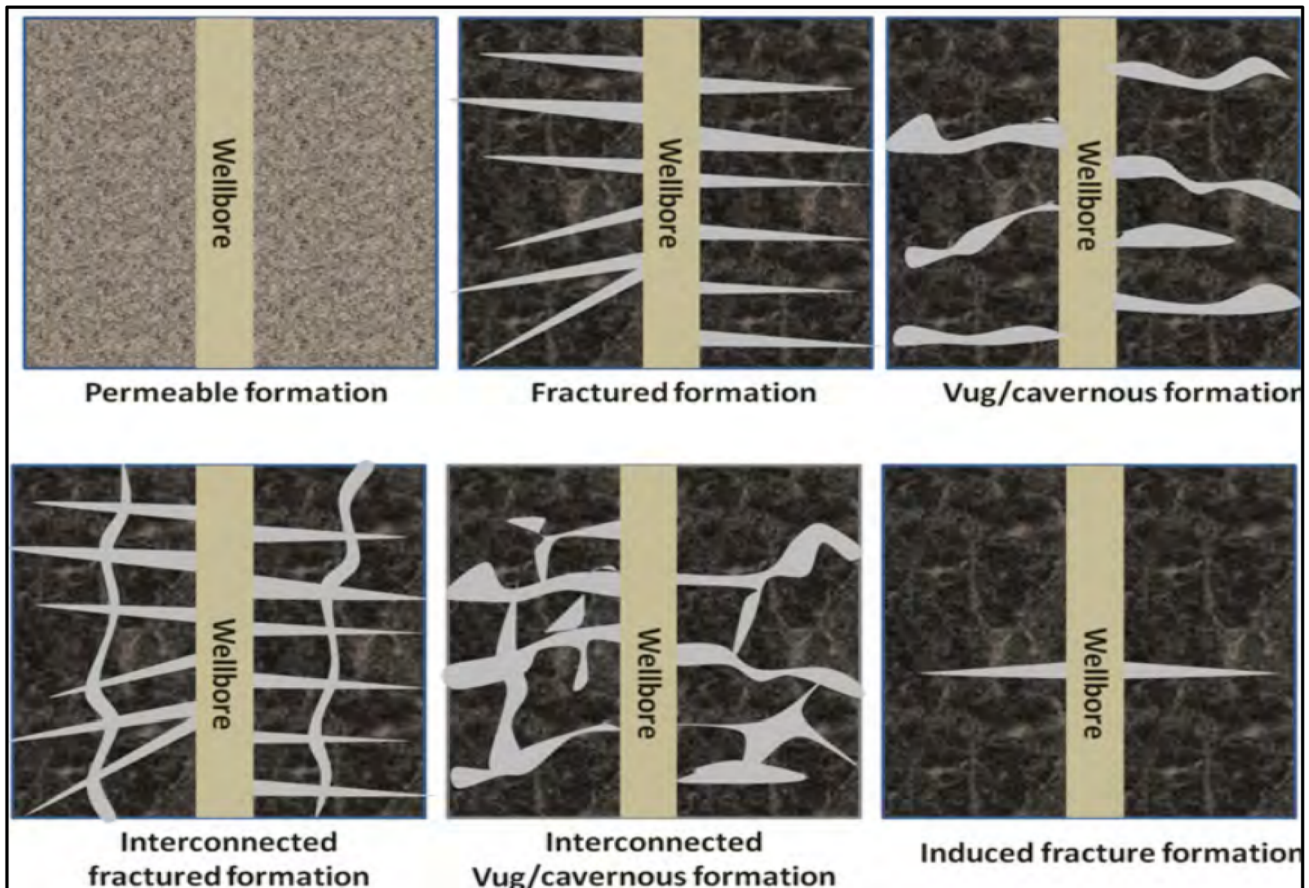 Wellbore
Wellbore
Wellbore
Permeable formation
Fractured formation
Vug/cavernous formation
Wellbore
Wellbore
Wellbore
Interconnected
fractured formation
Interconnected
Vug/cavernous formation
Induced fracture formation